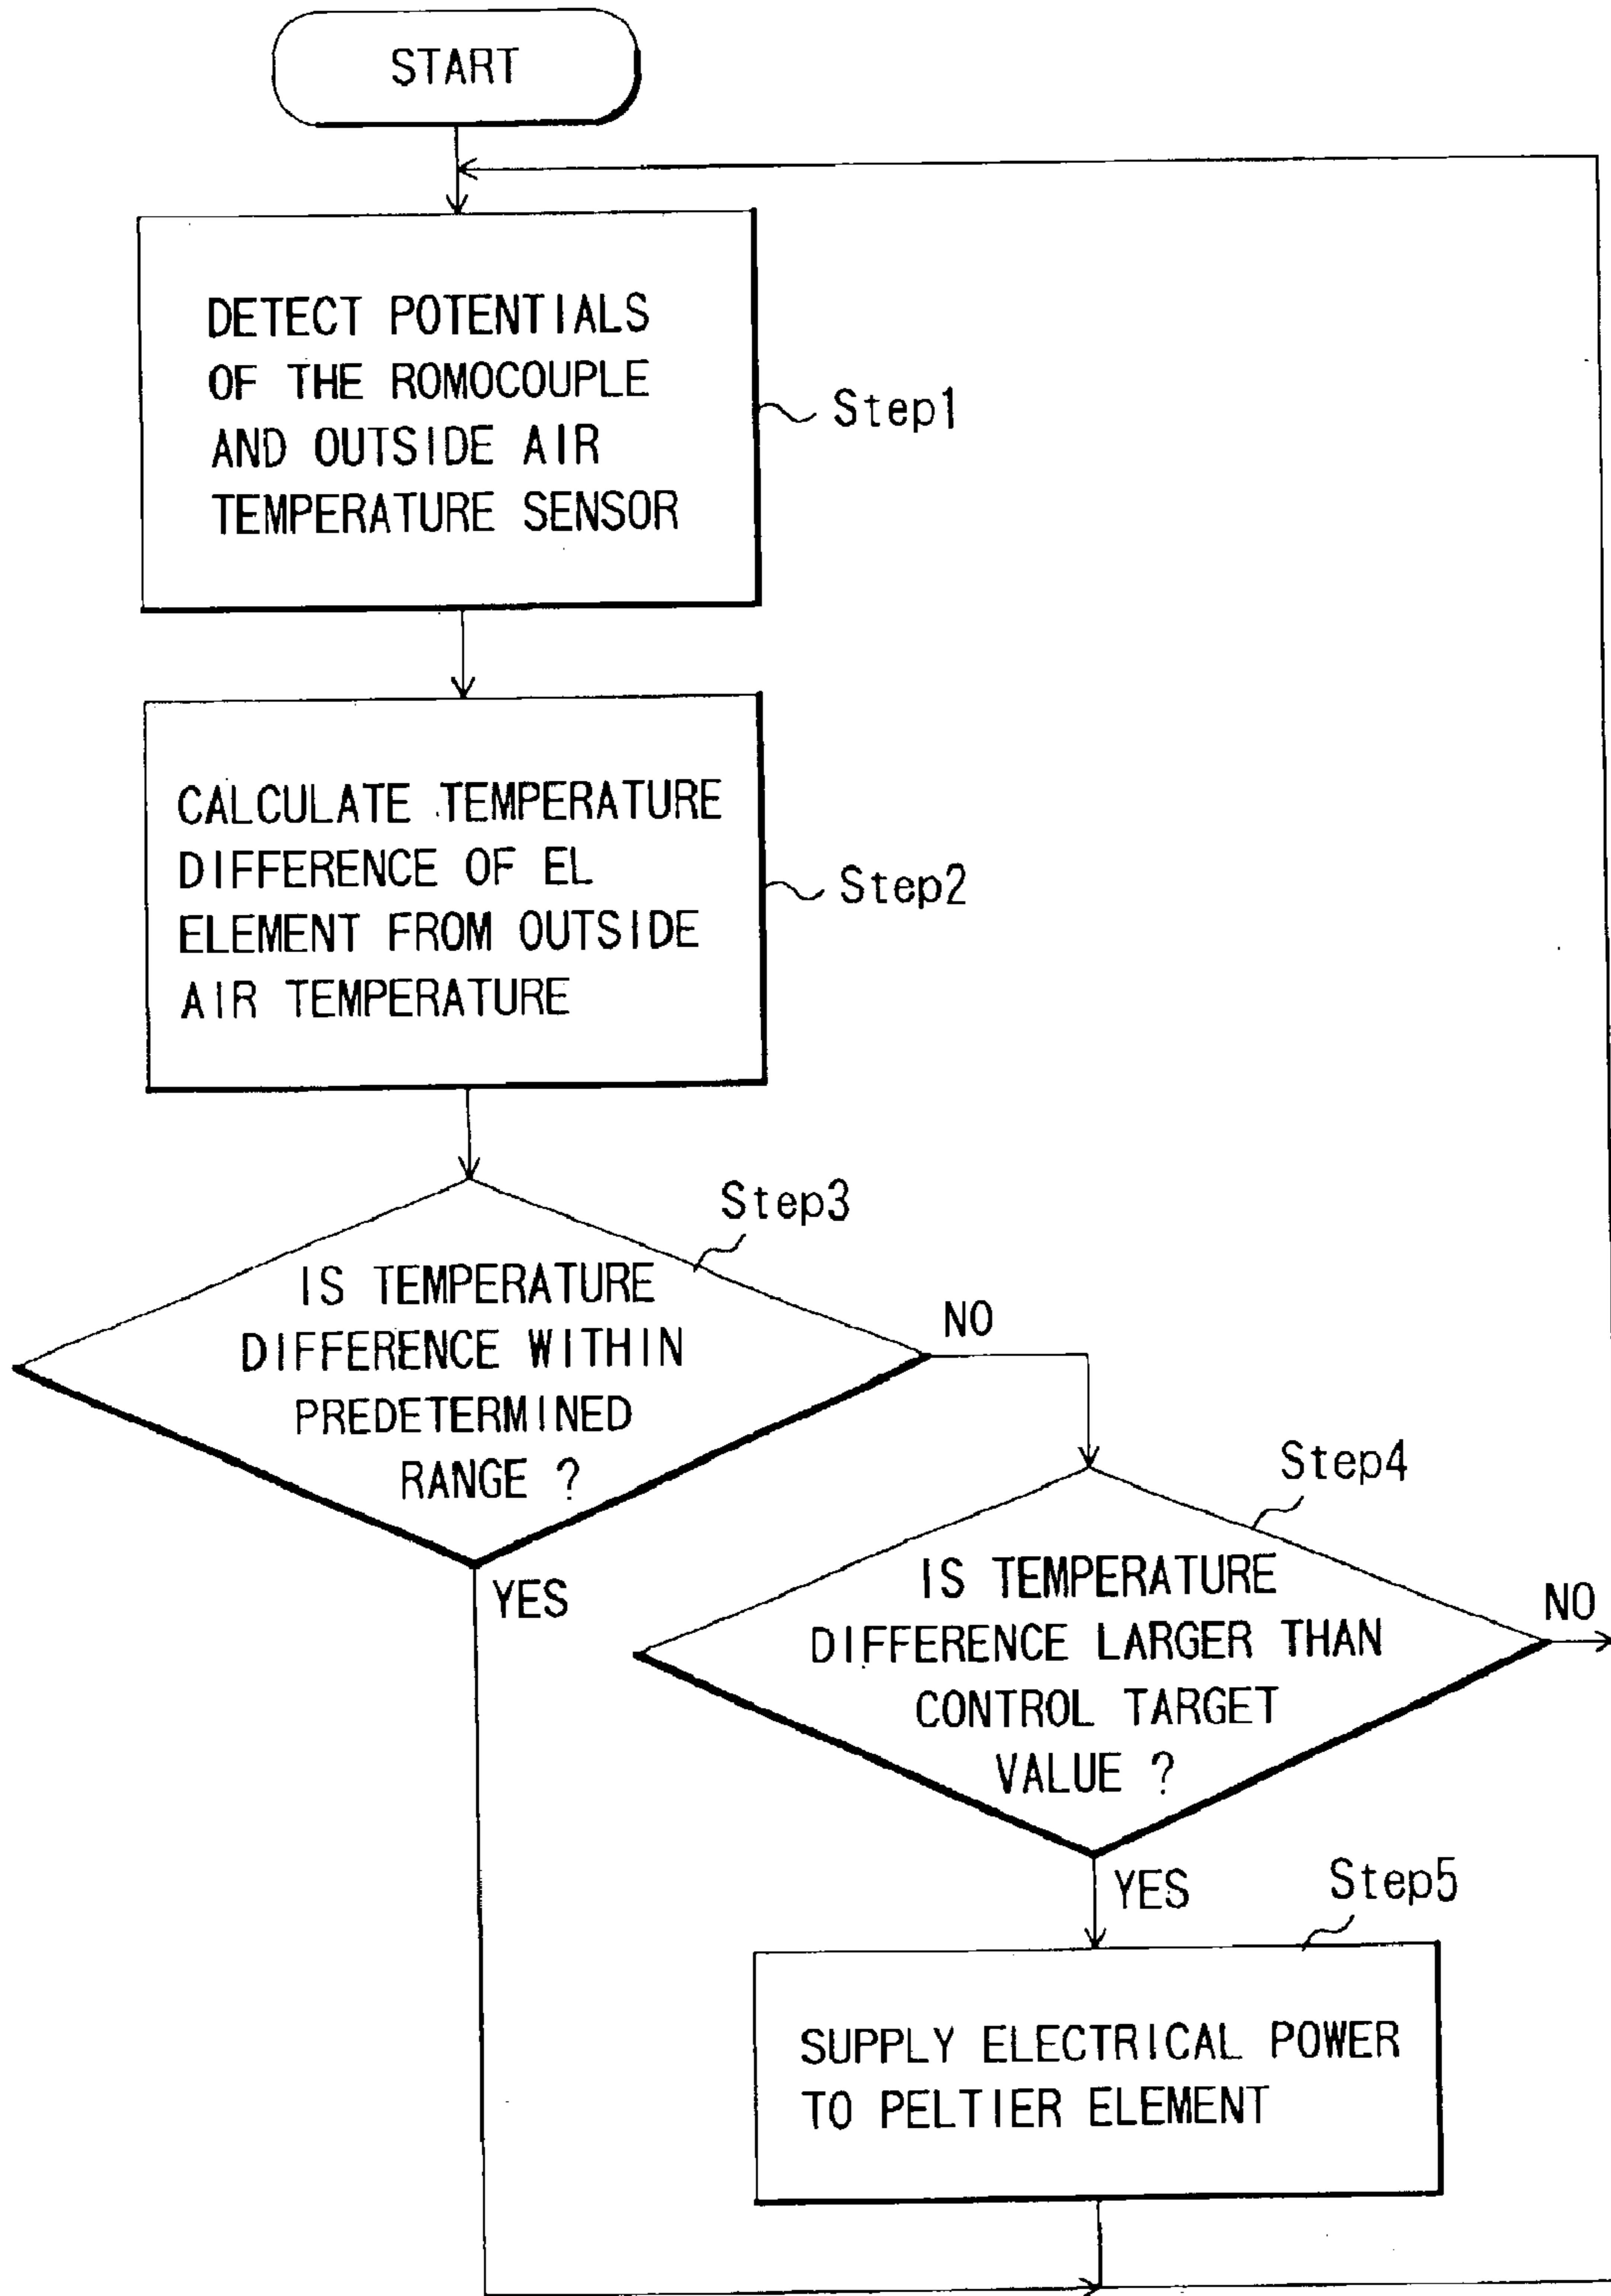 START
DETECT POTENTIALS
OF THE ROMOCOUPLE
AND OUTSIDE AIR
TEMPERATURE SENSOR
Step1
CALCULATE TEMPERATURE
DIFFERENCE OF EL
ELEMENT FROM OUTSIDE
AIR TEMPERATURE
Step2
Step3
IS TEMPERATURE
DIFFERENCE WITHIN
PREDETERMINED
RANGE ?
NO
YES
Step4
IS TEMPERATURE
DIFFERENCE LARGER THAN
CONTROL TARGET
VALUE ?
NO
YES
Step5
SUPPLY ELECTRICAL POWER
TO PELTIER ELEMENT